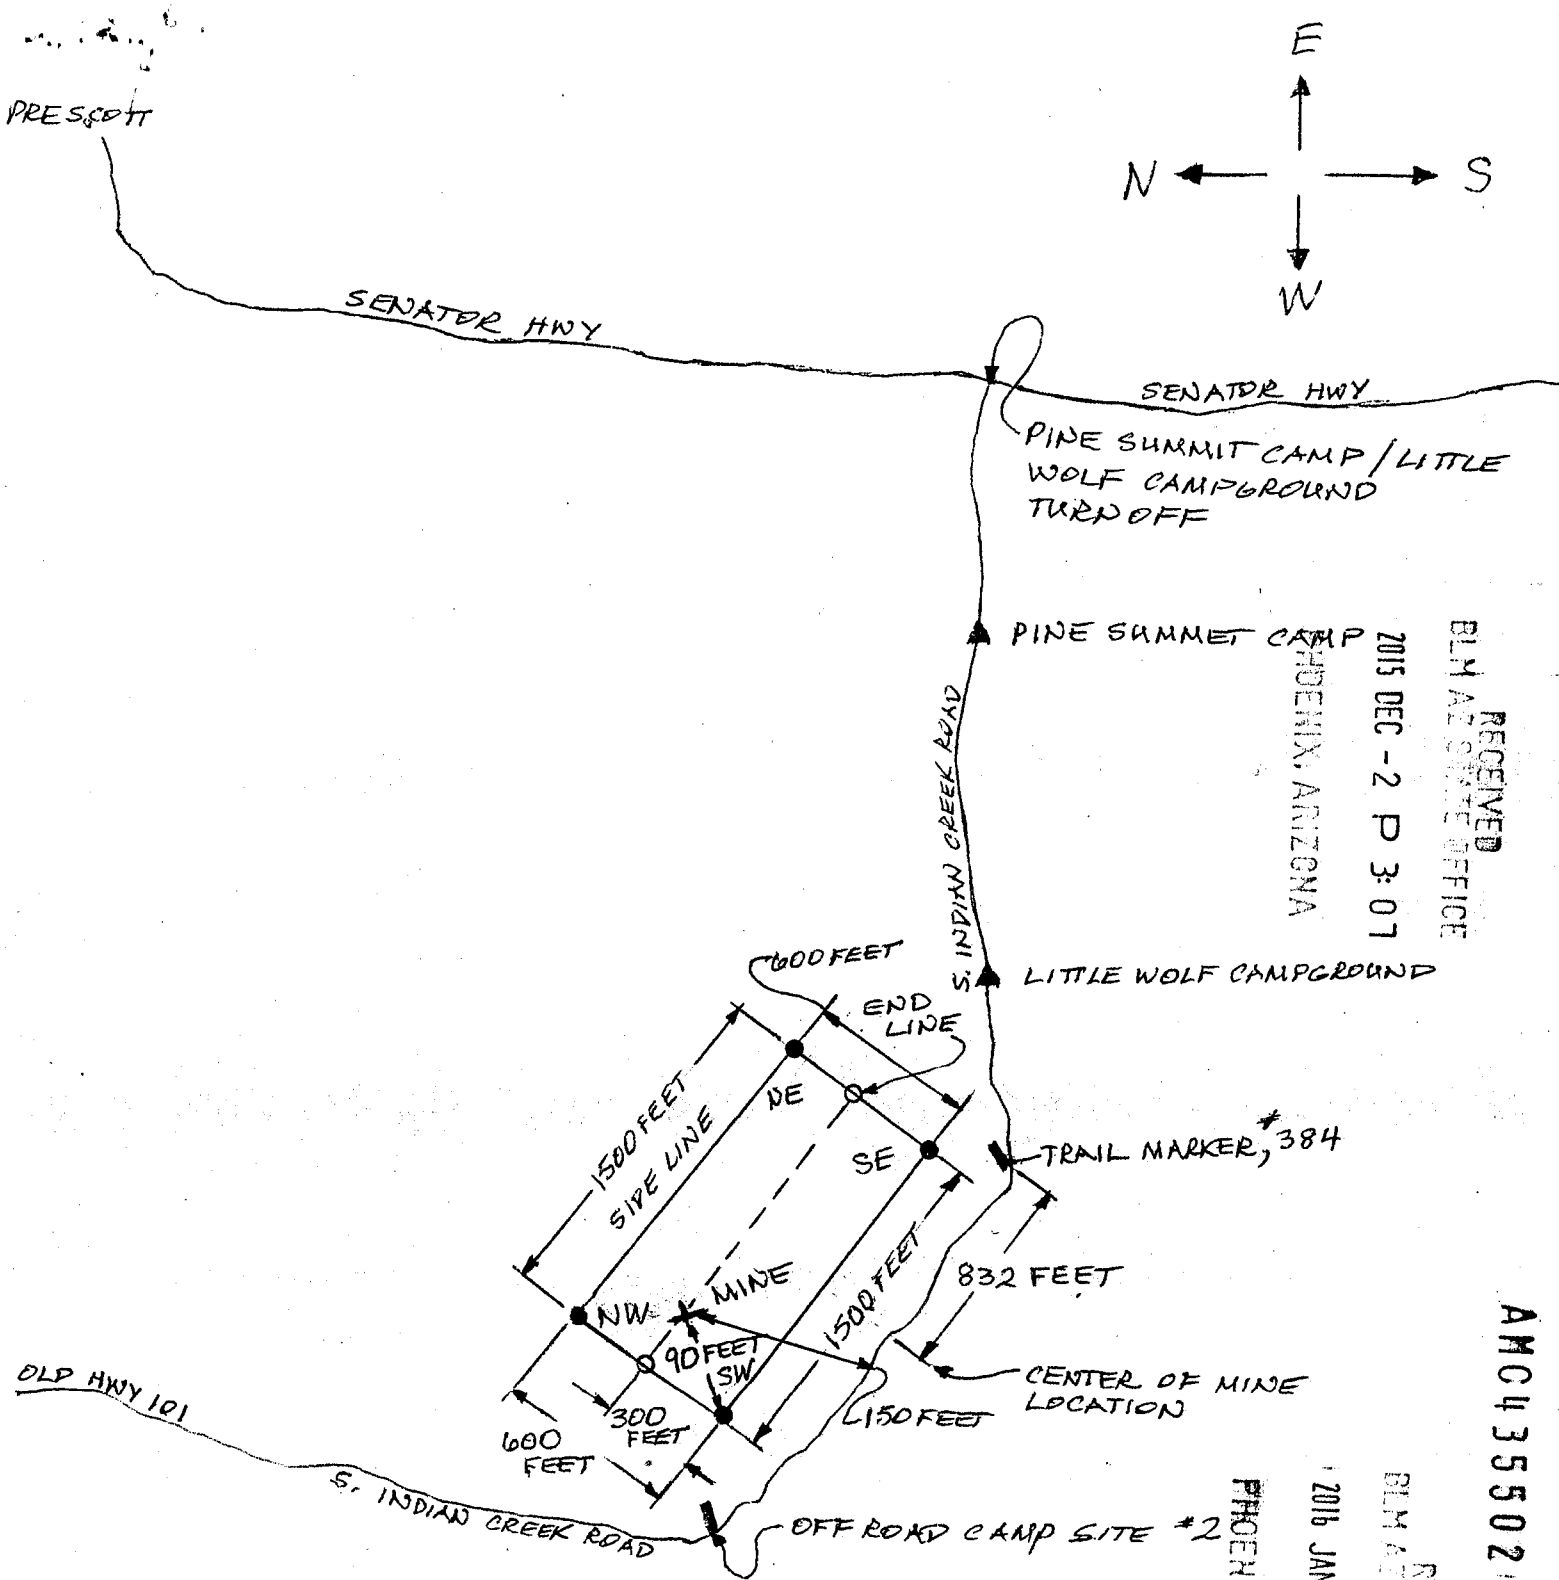 E
PRESCOTT
N
S
W
SENATOR HWY
SENATOR HWY
PINE SUMMIT CAMP / LITTLE
WOLF CAMPGROUND
TURNOFF
PINE SUMMET CAMP
RECEIVED
BLM AZ STATE OFFICE
2015 DEC -2 P 3:07
PHOENIX, ARIZONA
S. INDIAN CREEK ROAD
600 FEET
LITTLE WOLF CAMPGROUND
END
LINE
1500 FEET
SIDE LINE
NE
SE
TRAIL MARKER, #384
832 FEET
1500 FEET
NW
MINE
90 FEET
SW
CENTER OF MINE
LOCATION
150 FEET
300
FEET
600
FEET
OLD HWY 101
S. INDIAN CREEK ROAD
OFF ROAD CAMP SITE #2
AMC435502
BLM A
2016 JAN
PHOEN